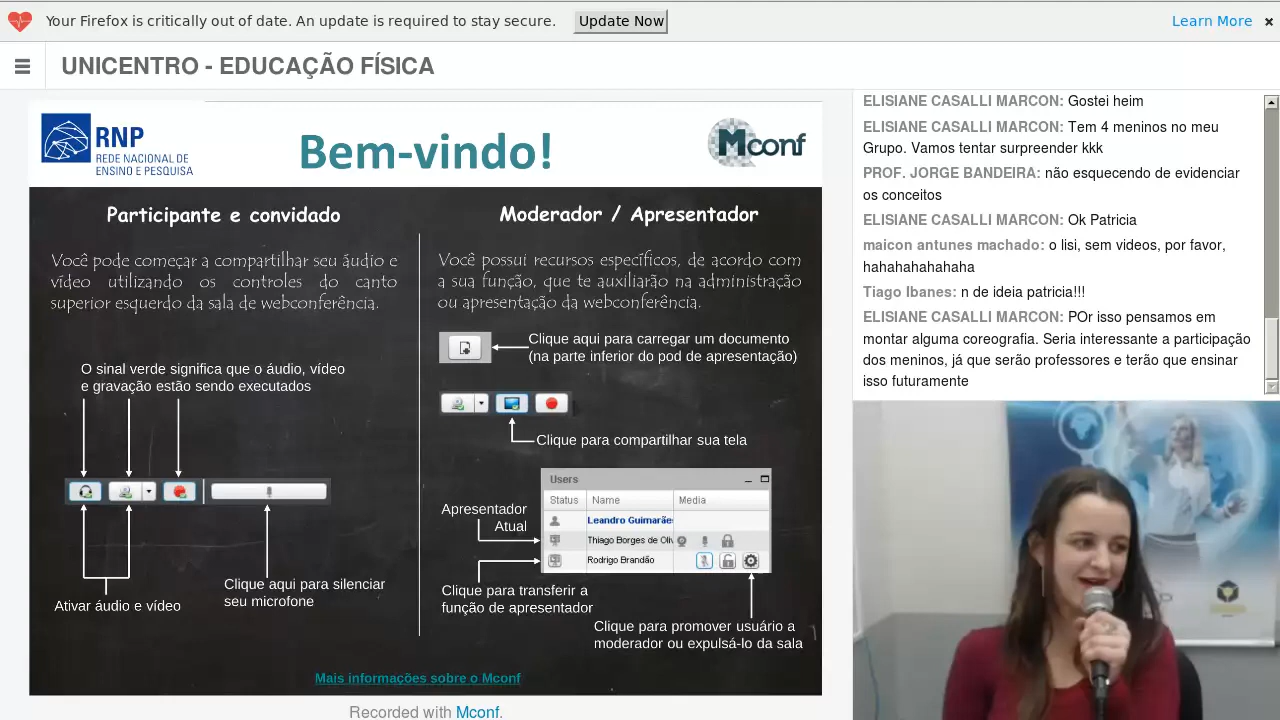 Your Firefox is critically out of date. An update is required to stay secure.
Update Now
Learn More
UNICENTRO - EDUCAÇÃO FÍSICA
RNP
REDE NACIONAL DE
ENSINO E PESQUISA
Bem-vindo!
Mconf
Participante e convidado
Você pode começar a compartilhar seu áudio e
vídeo utilizando os controles do canto
superior esquerdo da sala de webconferência.
O sinal verde significa que o áudio, vídeo
e gravação estão sendo executados
Ativar áudio e vídeo
Clique aqui para silenciar
seu microfone
Moderador / Apresentador
Você possui recursos específicos, de acordo com
a sua função, que te auxiliarão na administração
ou apresentação da webconferência.
Clique aqui para carregar um documento
(na parte inferior do pod de apresentação)
Clique para compartilhar sua tela
Users
Status Name Media
Leandro Guimarãe
Thiago Borges de Oliv
Rodrigo Brandão
Apresentador
Atual
Clique para transferir a
função de apresentador
Clique para promover usuário a
moderador ou expulsá-lo da sala
Mais informações sobre o Mconf
Recorded with Mconf.
ELISIANE CASALLI MARCON: Gostei heim
ELISIANE CASALLI MARCON: Tem 4 meninos no meu
Grupo. Vamos tentar surpreender kkk
PROF. JORGE BANDEIRA: não esquecendo de evidenciar
os conceitos
ELISIANE CASALLI MARCON: Ok Patricia
maicon antunes machado: o lisi, sem videos, por favor,
hahahahahahaha
Tiago Ibanes: n de ideia patricia!!!
ELISIANE CASALLI MARCON: POr isso pensamos em
montar alguma coreografia. Seria interessante a participação
dos meninos, já que serão professores e terão que ensinar
isso futuramente